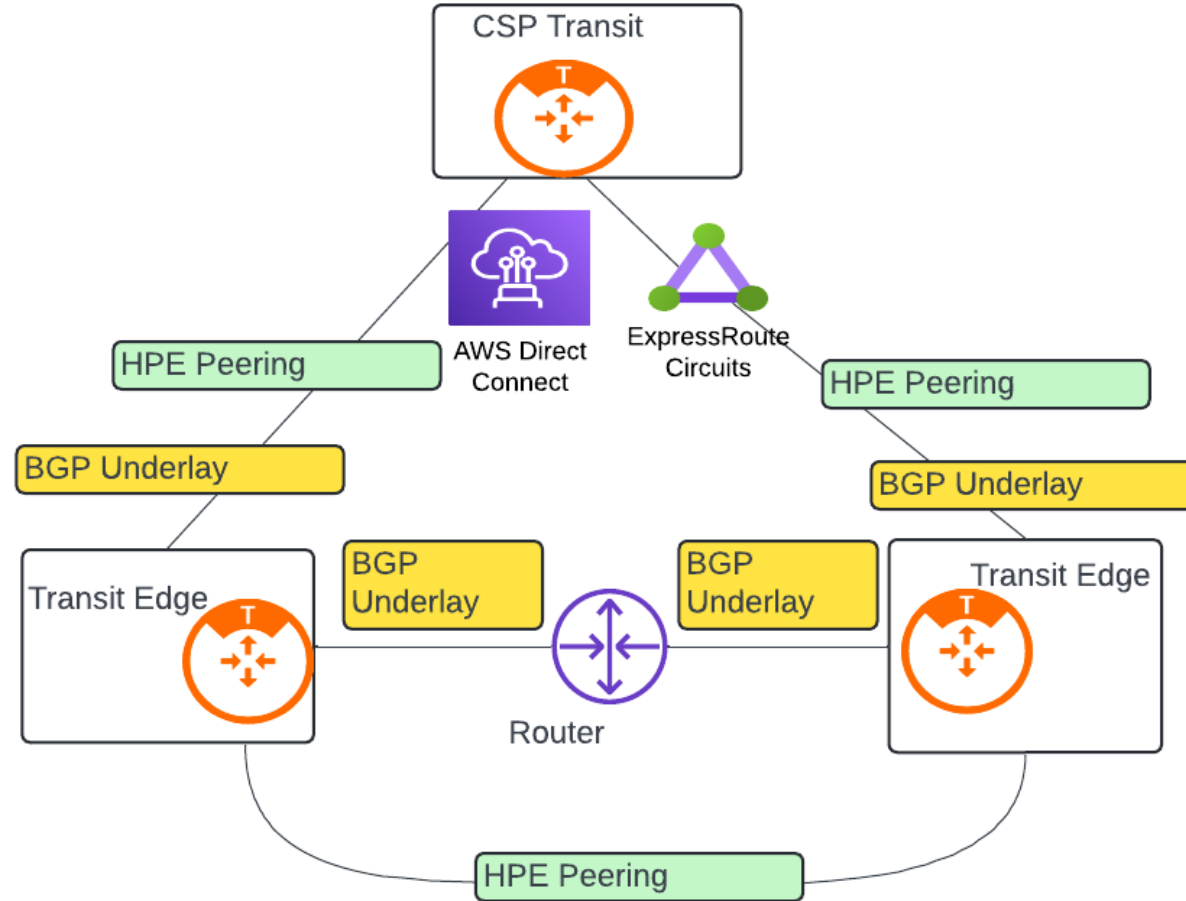 CSP Transit
T
AWS Direct
Connect
ExpressRoute
Circuits
HPE Peering
HPE Peering
BGP Underlay
BGP Underlay
Transit Edge
T
BGP
Underlay
BGP
Underlay
Transit Edge
T
Router
HPE Peering